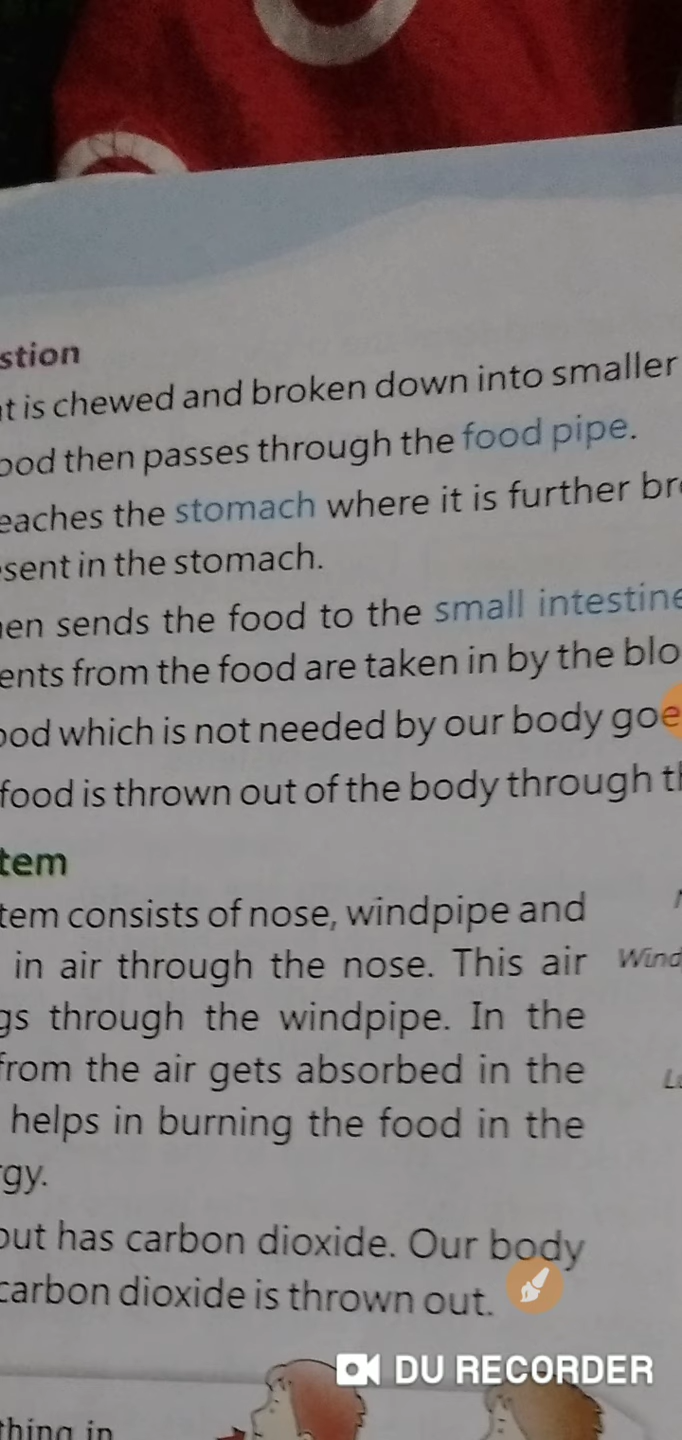 stion
t is chewed and broken down into smaller
ood then passes through the food pipe.
eaches the stomach where it is further bro
sent in the stomach.
en sends the food to the small intestine
ents from the food are taken in by the blo
ood which is not needed by our body goe
food is thrown out of the body through th
tem
tem consists of nose, windpipe and
in air through the nose. This air
Wind
gs through the windpipe. In the
from the air gets absorbed in the
helps in burning the food in the
gy.
out has carbon dioxide. Our body
carbon dioxide is thrown out.
DU RECORDER
thing in